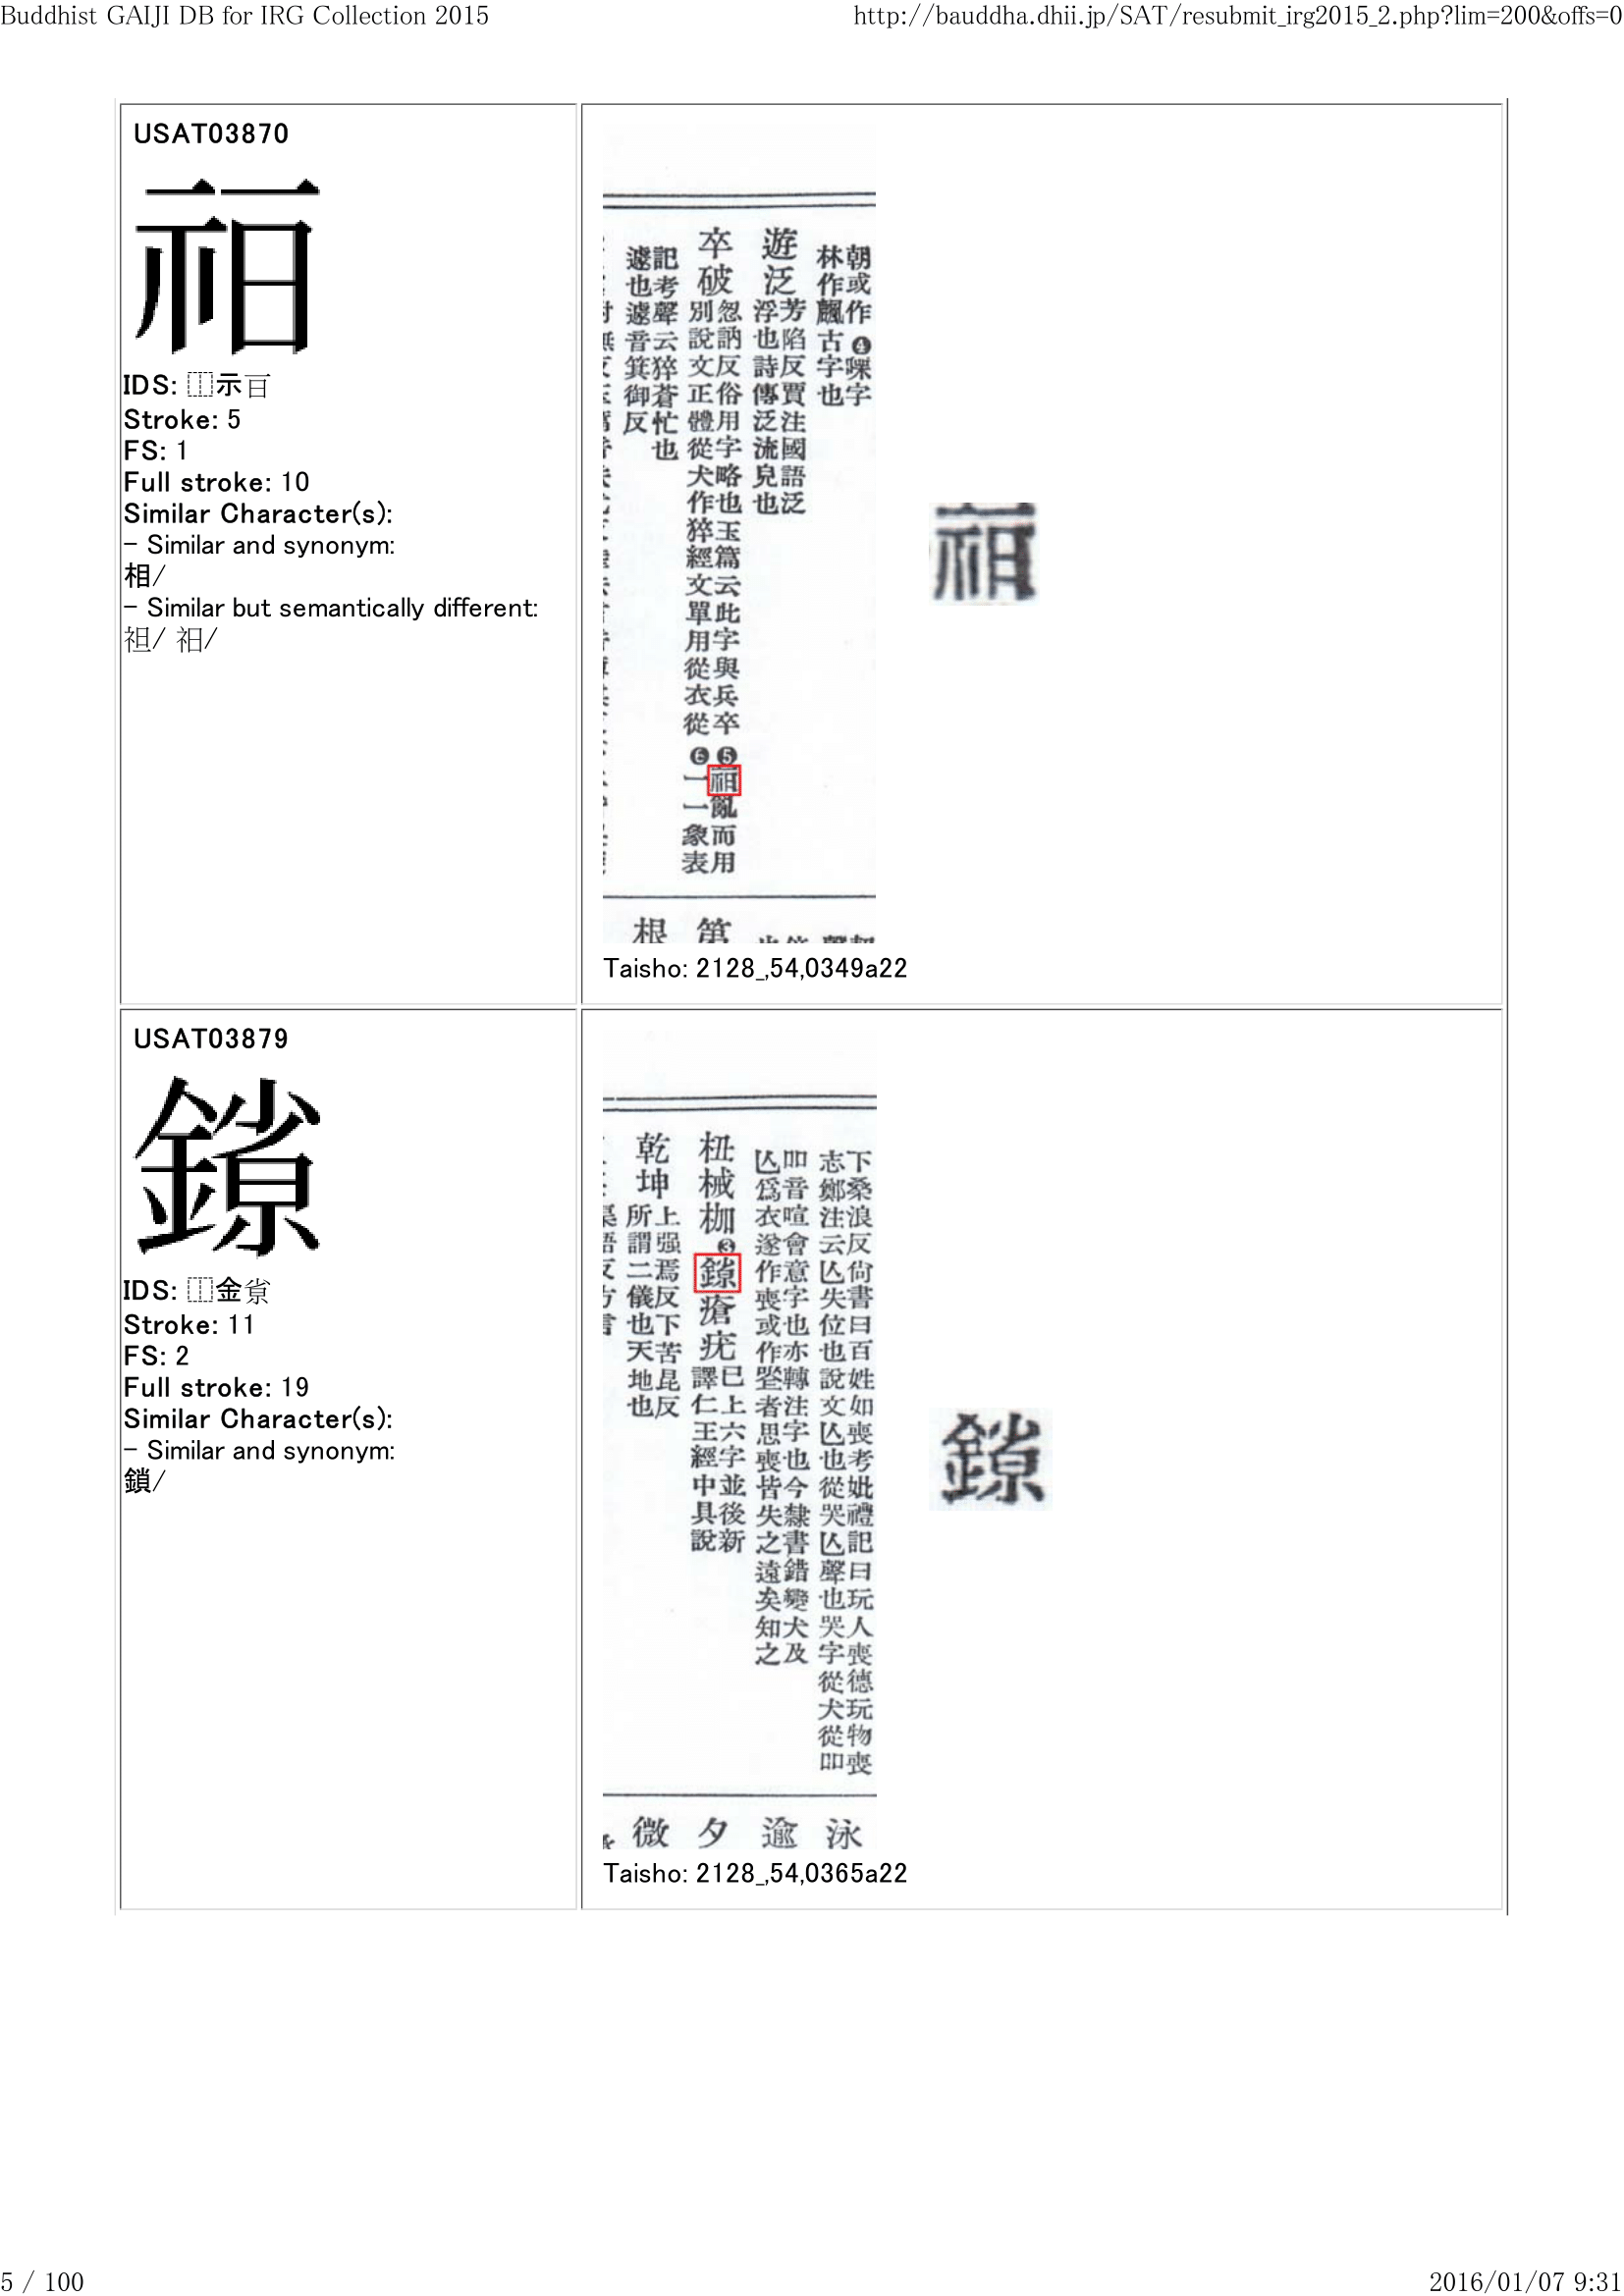 Buddhist GAIJI DB for IRG Collection 2015
http://bauddha.dhii.jp/SAT/resubmit_irg2015_2.php?lim=200&offs=0
USAT03870
IDS: ⿰示𦣻
Stroke: 5
FS: 1
Full stroke: 10
Similar Character(s):
- Similar and synonym:
相/
- Similar but semantically different:
袒/ 衵/
朝或作❹㗚字
林作飃古字也
遊泛芳陷反賈注國語泛
浮也詩傳泛流皃也
卒破忽訥反俗用字略也玉篇云此字與兵卒❺
亂而用
別說文正體從犬作猝經文單用從衣從❻一一象表
記考聲云猝蒼忙也
遽也遽音箕御反
根 第
Taisho: 2128_,54,0349a22
USAT03879
IDS: ⿰金
Stroke: 11
FS: 2
Full stroke: 19
Similar Character(s):
- Similar and synonym:
鎖/
下桑浪反尙書曰百姓如喪考妣禮記曰玩人喪德玩物喪
志鄭注云亾失位也說文亾也從哭亾聲也哭字從犬從吅
吅音喧會意字也亦轉注字也今隸書錯變犬及
亾爲衣遂作喪或作者思喪皆失之遠矣知之
杻械枷❸瘡疣已上六字並後新
譯仁王經中具說
乾坤上强焉反下苦昆反
所謂二儀也天地也
微 夕 逾 泳
Taisho: 2128_,54,0365a22
5 / 100
2016/01/07 9:31